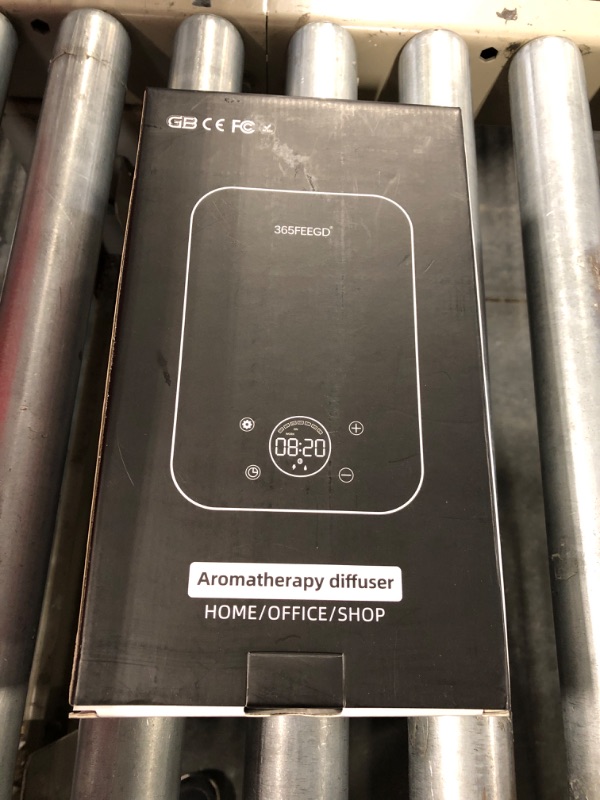 GB CE FC
365FEEGD®
08:20
Aromatherapy diffuser
HOME/OFFICE/SHOP